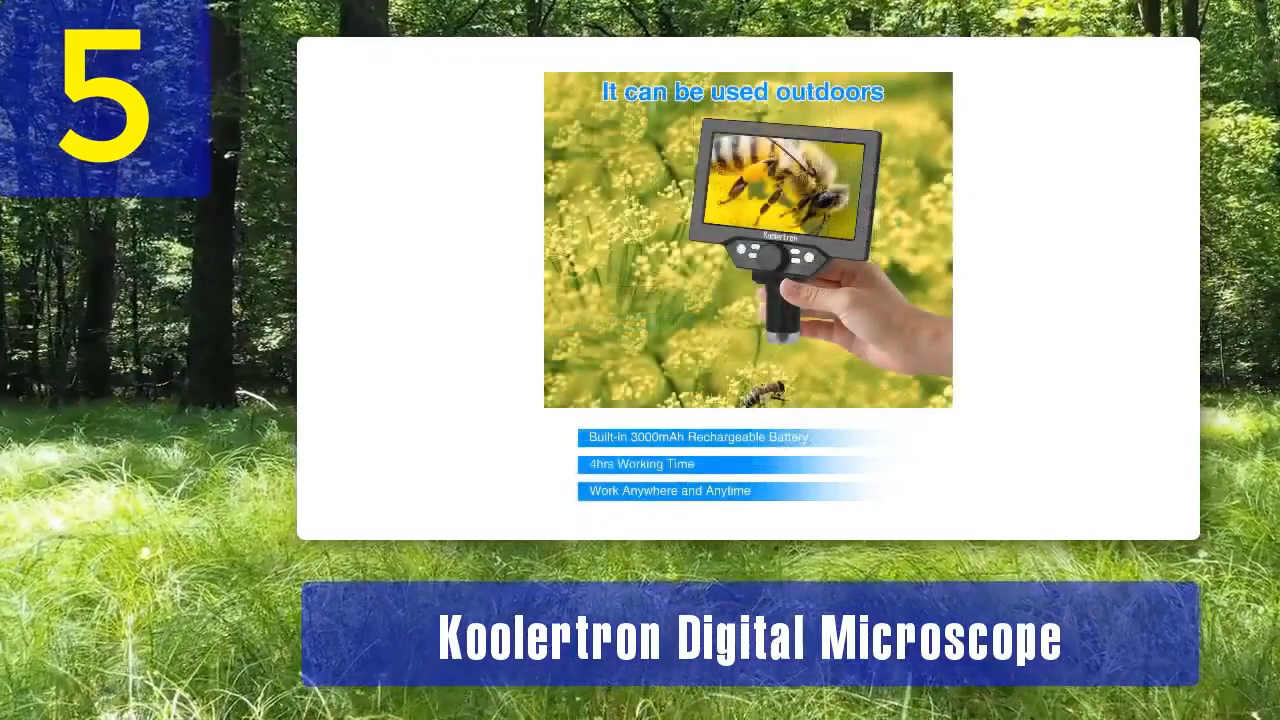 5
It can be used outdoors
Koolertron
Built-in 3000mAh Rechargeable Battery
4hrs Working Time
Work Anywhere and Anytime
Koolertron Digital Microscope